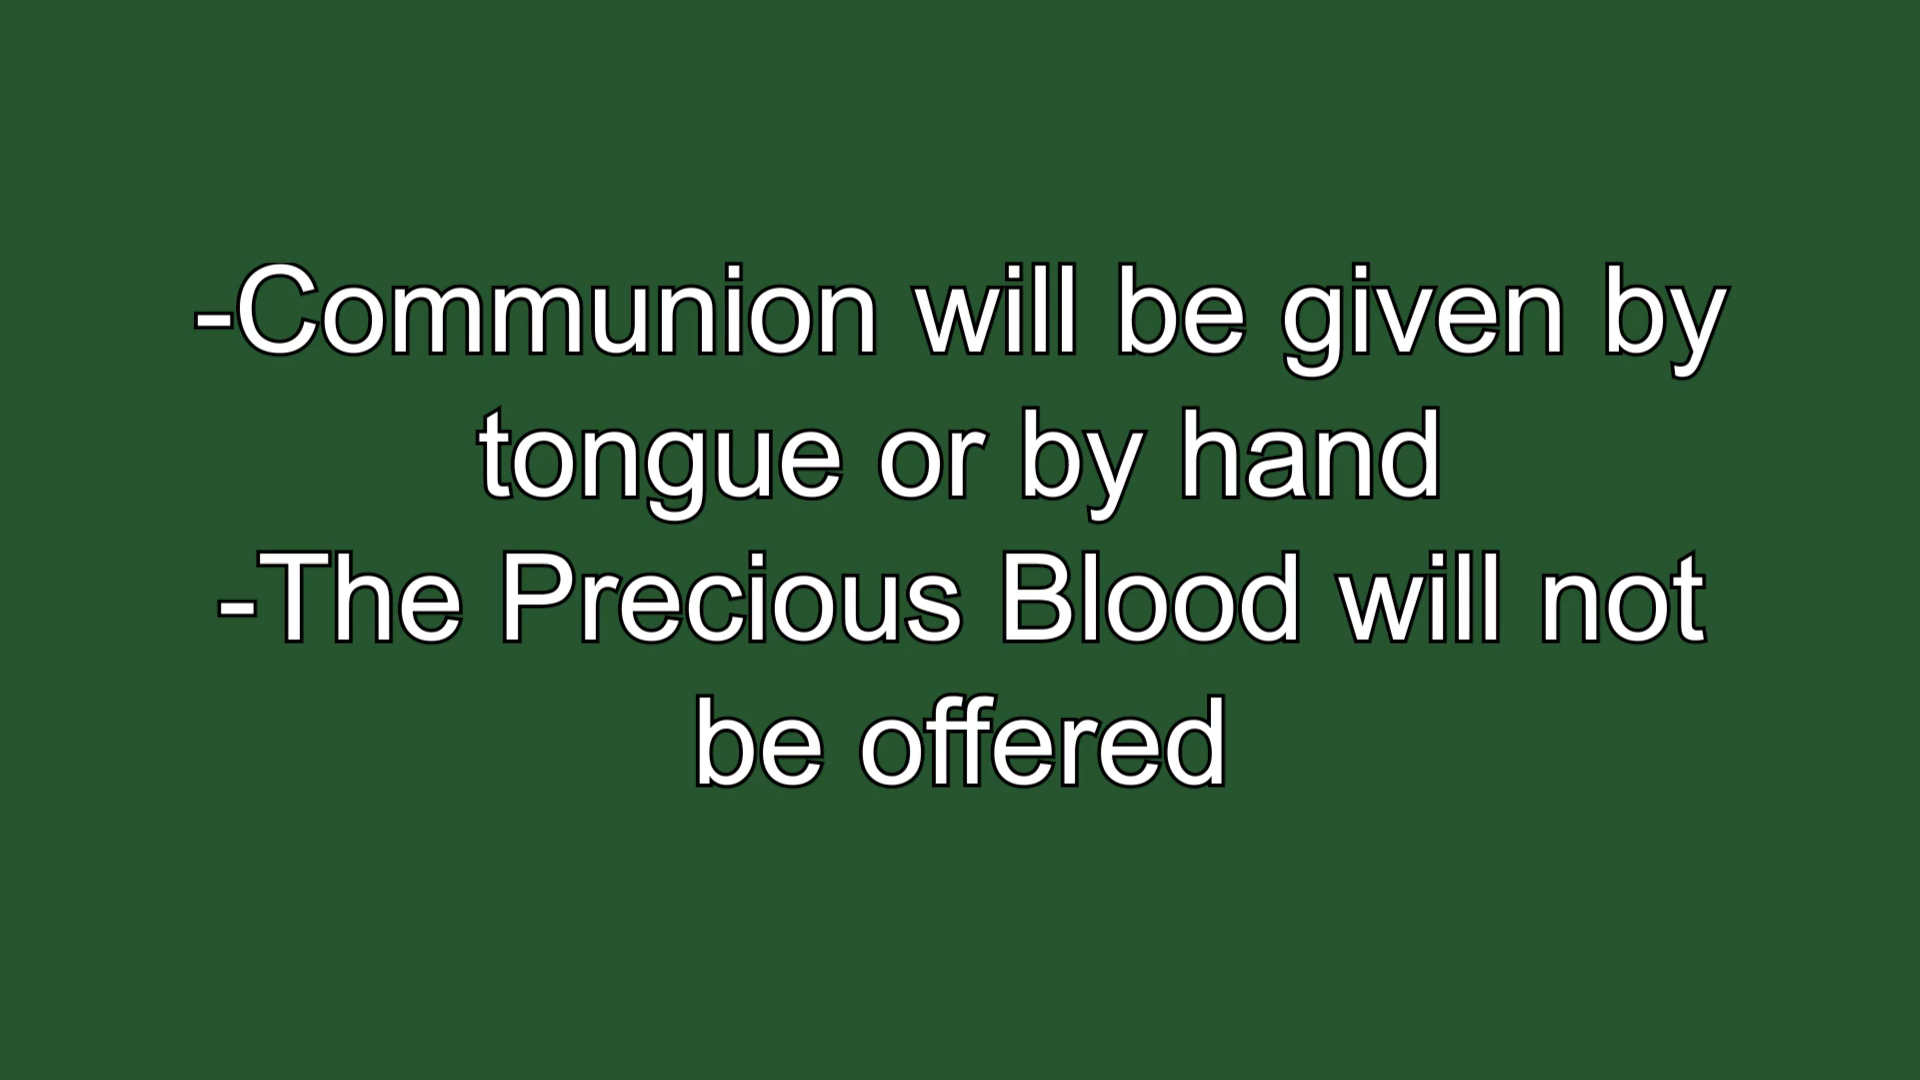 -Communion will be given by
tongue or by hand
-The Precious Blood will not
be offered